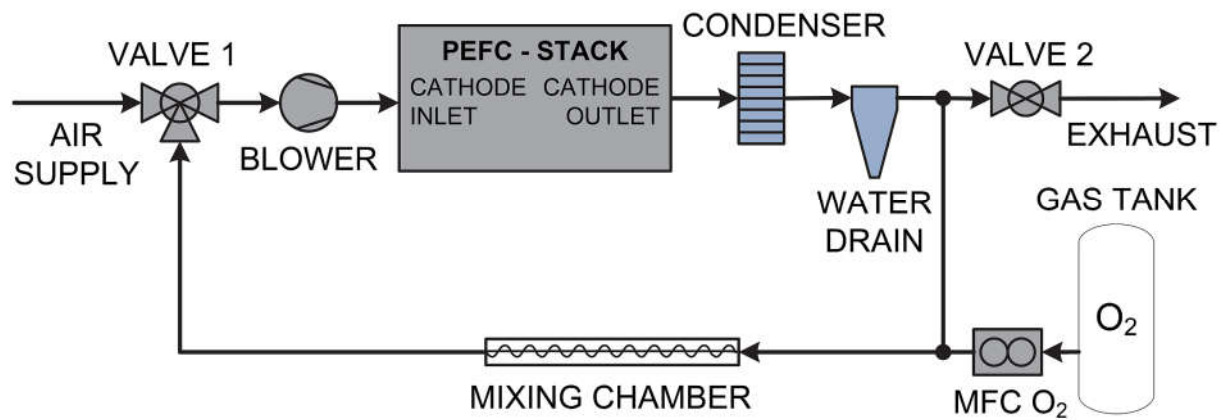 VALVE 1
AIR
SUPPLY
BLOWER
PEFC - STACK
CATHODE CATHODE
INLET OUTLET
CONDENSER
WATER
DRAIN
VALVE 2
EXHAUST
GAS TANK
O₂
MFC O₂
MIXING CHAMBER